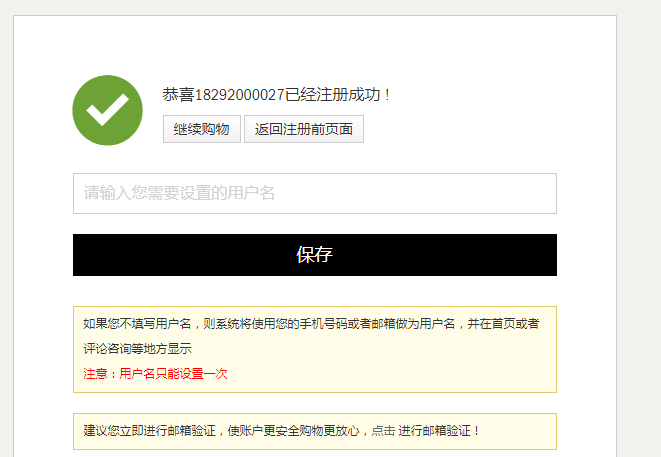 恭喜18292000027已经注册成功！
继续购物 返回注册前页面
请输入您需要设置的用户名
保存
如果您不填写用户名，则系统将使用您的手机号码或者邮箱做为用户名，并在首页或者
评论咨询等地方显示
注意：用户名只能设置一次
建议您立即进行邮箱验证，使账户更安全购物更放心，点击 进行邮箱验证！